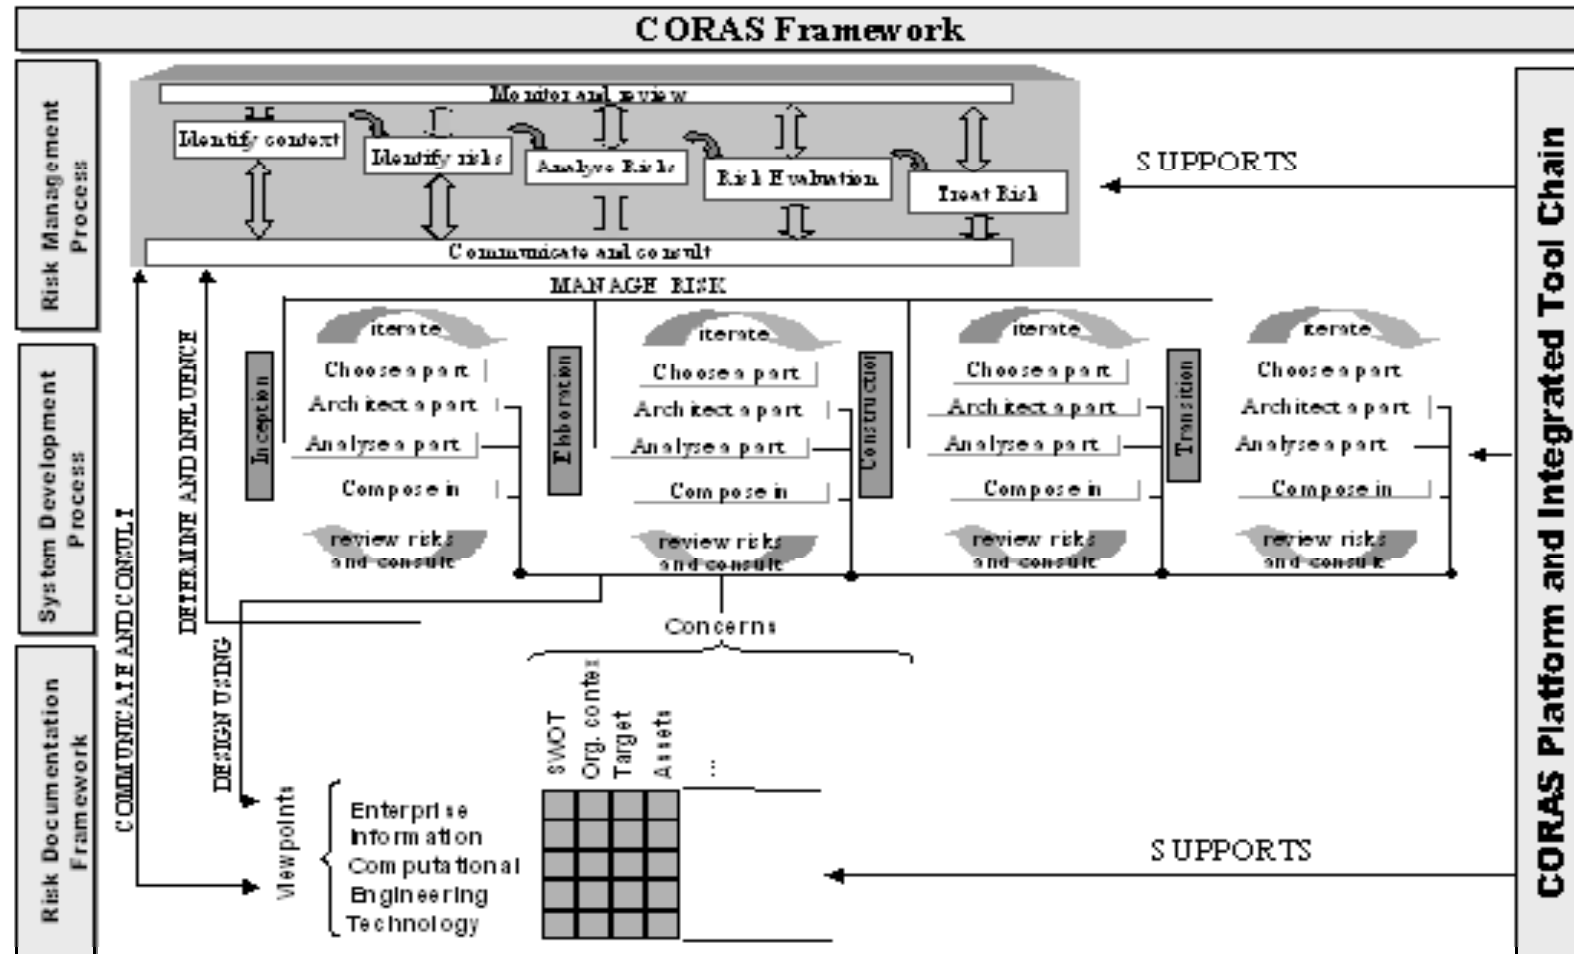 CORAS Framework
Risk Management
Process
Monitor and review
Identify context
Identify risks
Analyse Risks
Risk Evaluation
Treat Risk
Communicate and consult
SUPPORTS
CORAS Platform and Integrated Tool Chain
MANAGE RISK
System Development
Process
COMMUNICATE AND CONSULT
DETERMINE AND INFLUENCE
DESIGN USING
Inception
iterate
Choose a part
Architect a part
Analyse a part
Compose in
review risks
and consult
Elaboration
iterate
Choose a part
Architect a part
Analyse a part
Compose in
review risks
and consult
Construction
iterate
Choose a part
Architect a part
Analyse a part
Compose in
review risks
and consult
Transition
iterate
Choose a part
Architect a part
Analyse a part
Compose in
review risks
and consult
Concerns
SWOT
Org. contex
Target
Assets
...
Risk Documentation
Framework
Viewpoints
Enterprise
Information
Computational
Engineering
Technology
SUPPORTS